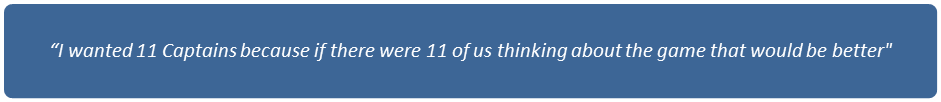 “I wanted 11 Captains because if there were 11 of us thinking about the game that would be better"